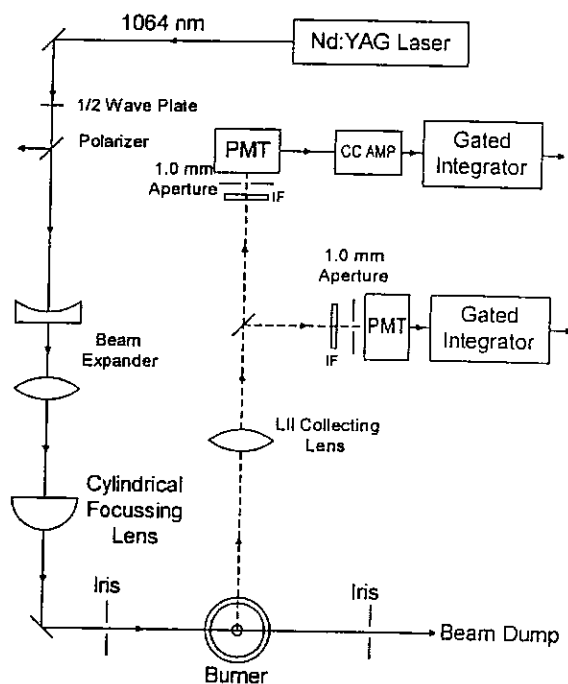 1064 nm
Nd:YAG Laser
1/2 Wave Plate
Polarizer
PMT
CC AMP
Gated
Integrator
1.0 mm
Aperture
IF
1.0 mm
Aperture
PMT
Gated
Integrator
IF
Beam
Expander
LII Collecting
Lens
Cylindrical
Focussing
Lens
Iris
Iris
Beam Dump
Burner